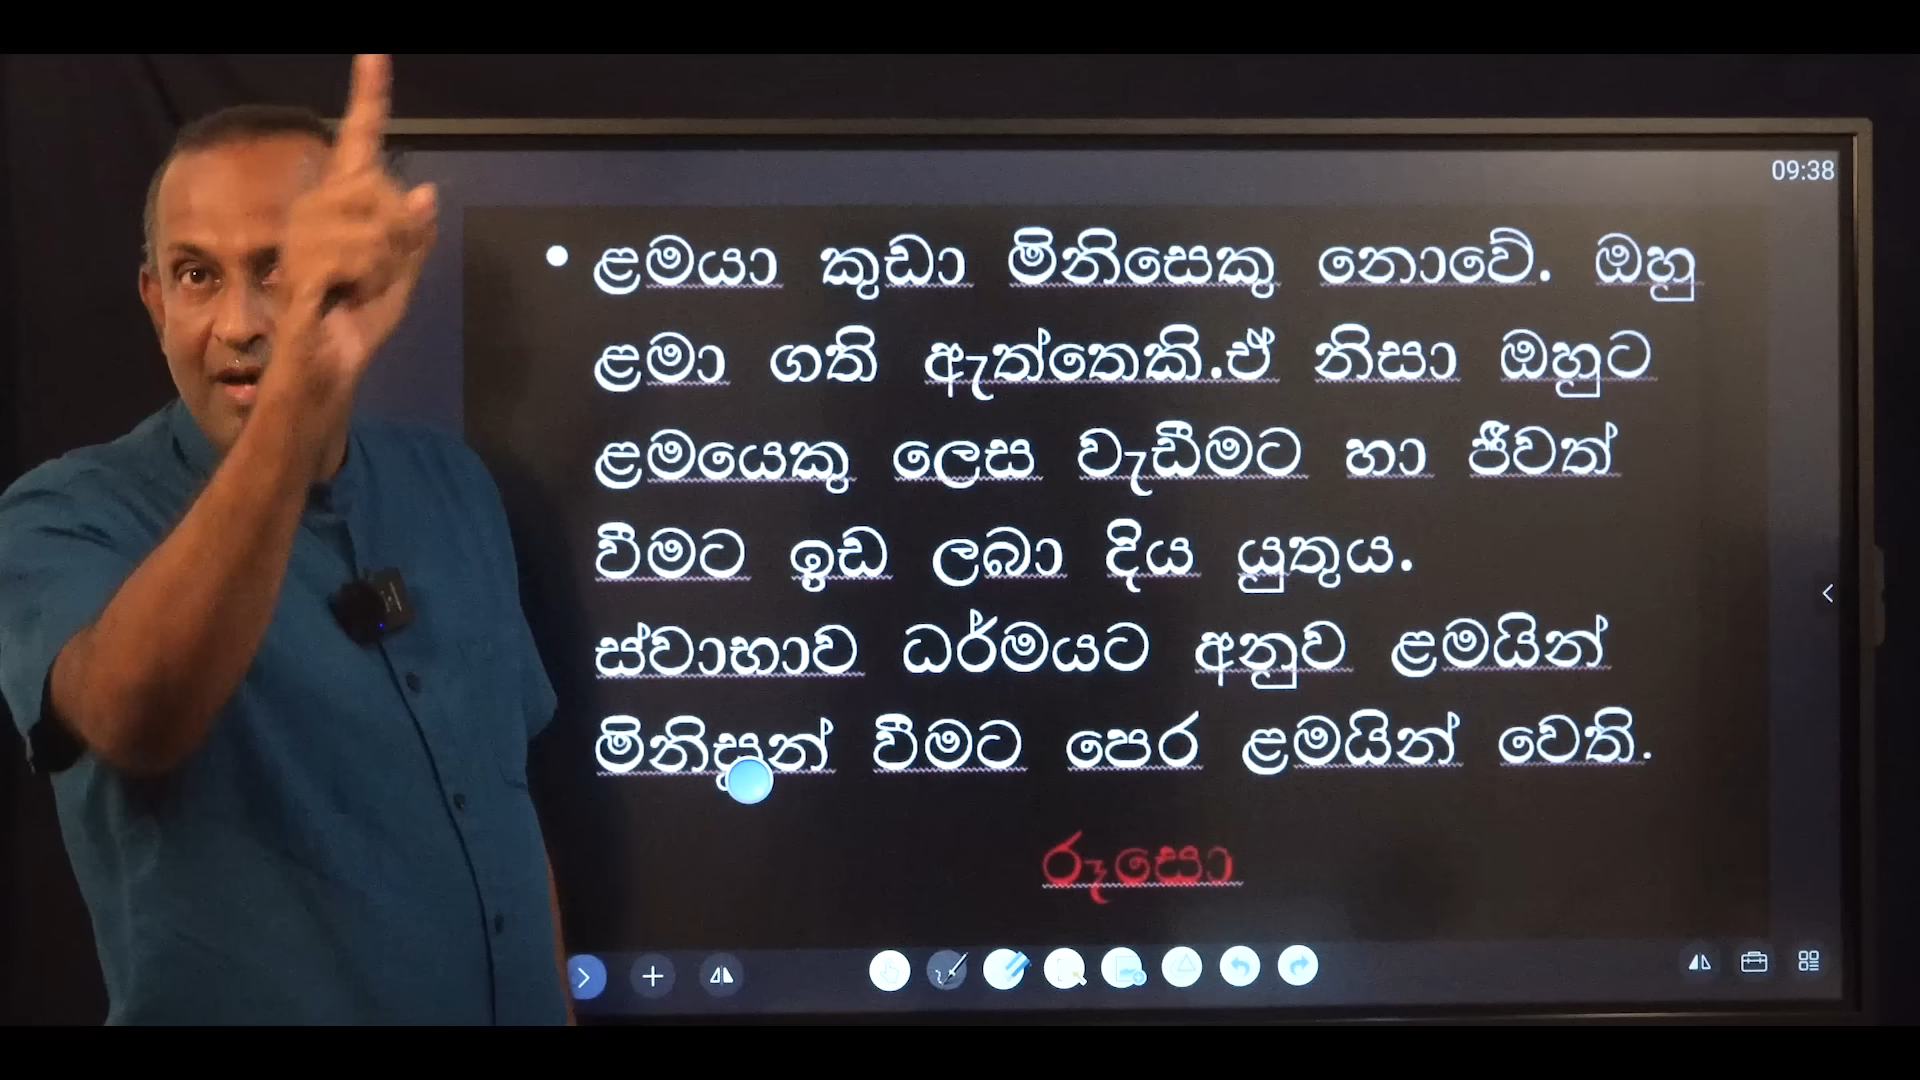 09:38
• ළමයා කුඩා මිනිසෙකු නොවේ. ඔහු
ළමා ගති ඇත්තෙකි.ඒ නිසා ඔහුට
ළමයෙකු ලෙස වැඩීමට හා ජීවත්
වීමට ඉඩ ලබා දිය යුතුය.
ස්වාභාව ධර්මයට අනුව ළමයින්
මිනිසුන් වීමට පෙර ළමයින් වෙති.
රූසො